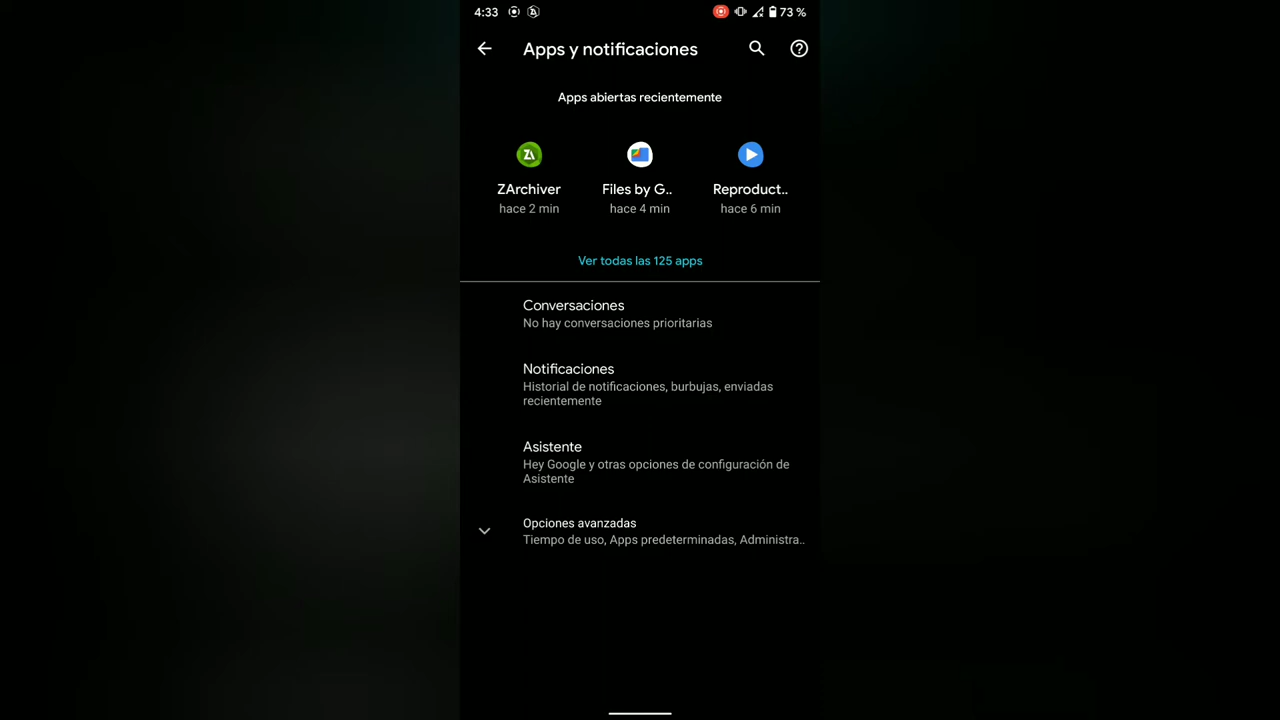 4:33
73 %
Apps y notificaciones
Apps abiertas recientemente
ZArchiver
Files by G..
Reproduct..
hace 2 min
hace 4 min
hace 6 min
Ver todas las 125 apps
Conversaciones
No hay conversaciones prioritarias
Notificaciones
Historial de notificaciones, burbujas, enviadas
recientemente
Asistente
Hey Google y otras opciones de configuración de
Asistente
Opciones avanzadas
Tiempo de uso, Apps predeterminadas, Administra..